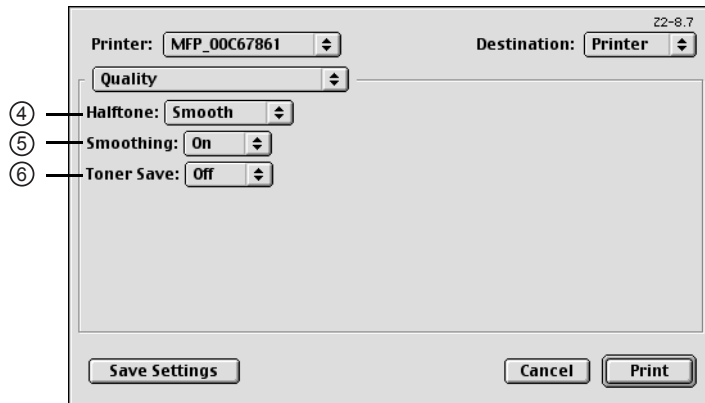 Z2-8.7
Printer: MFP_00C67861 Destination: Printer
Quality
④ Halftone: Smooth
⑤ Smoothing: On
⑥ Toner Save: Off
Save Settings Cancel Print